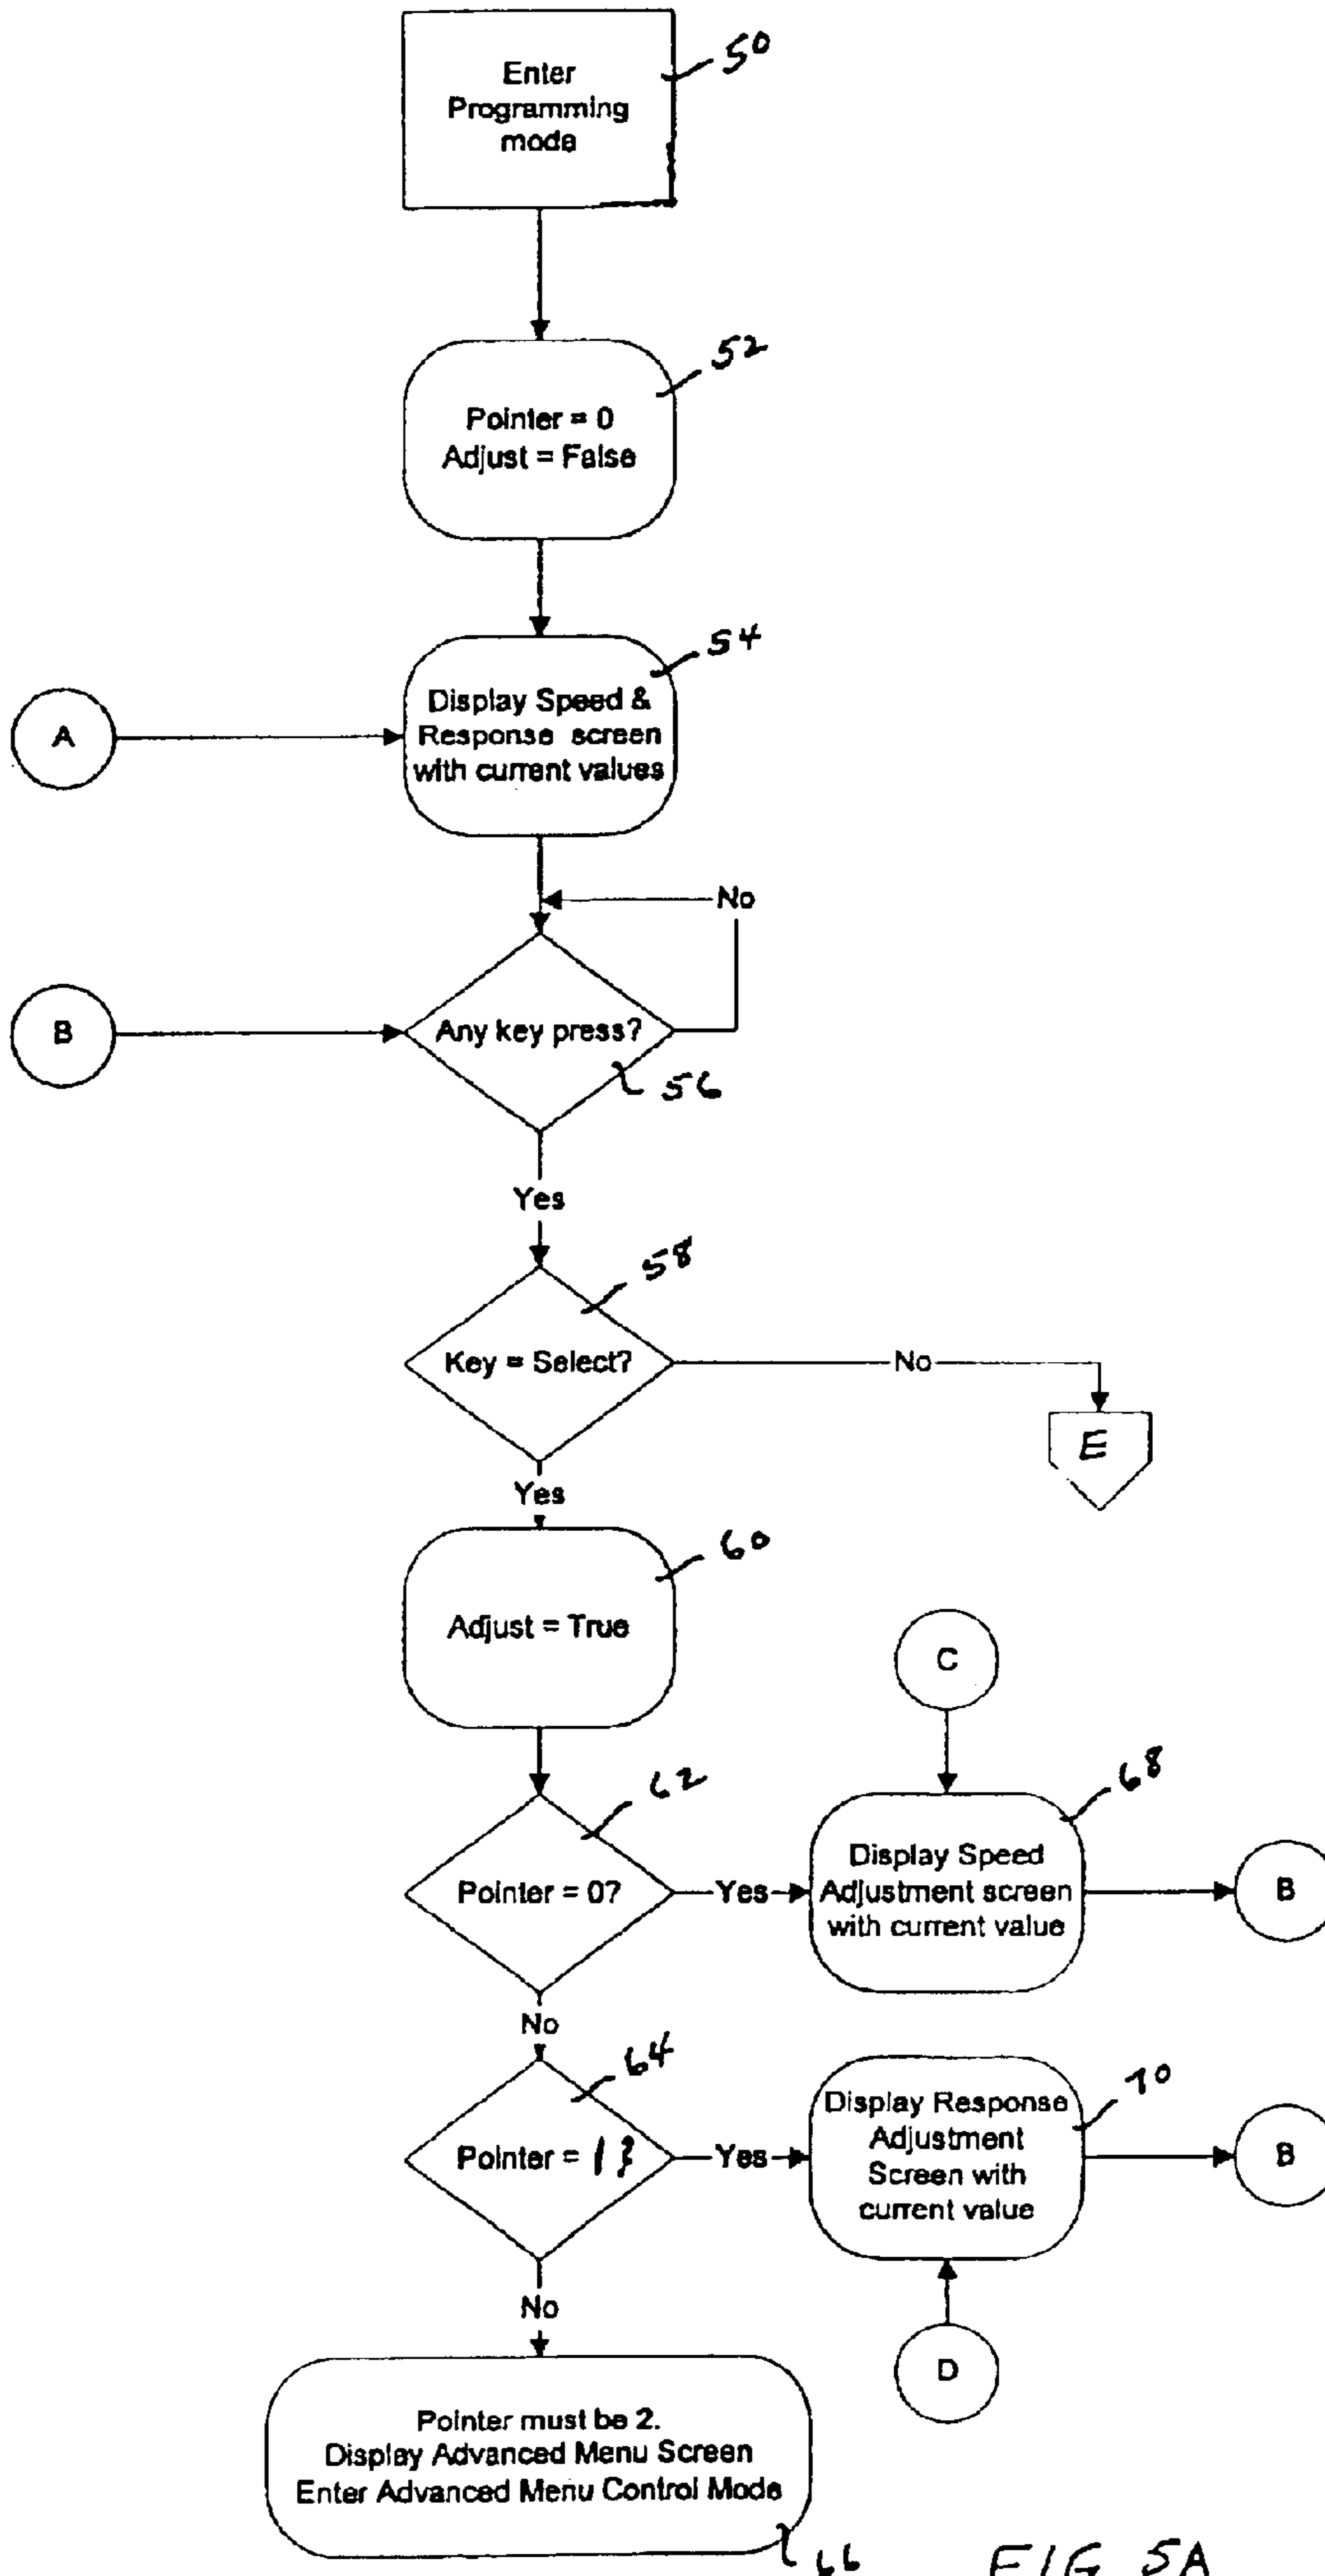 Enter
Programming
mode
50
Pointer = 0
Adjust = False
52
Display Speed &
Response screen
with current values
54
A
No
Any key press?
56
B
Yes
Key = Select?
58
No
E
Yes
Adjust = True
60
C
Pointer = 0?
62
Yes
Display Speed
Adjustment screen
with current value
68
B
No
Pointer = 1?
64
Yes
Display Response
Adjustment
Screen with
current value
70
B
No
D
Pointer must be 2.
Display Advanced Menu Screen
Enter Advanced Menu Control Mode
66
FIG 5A